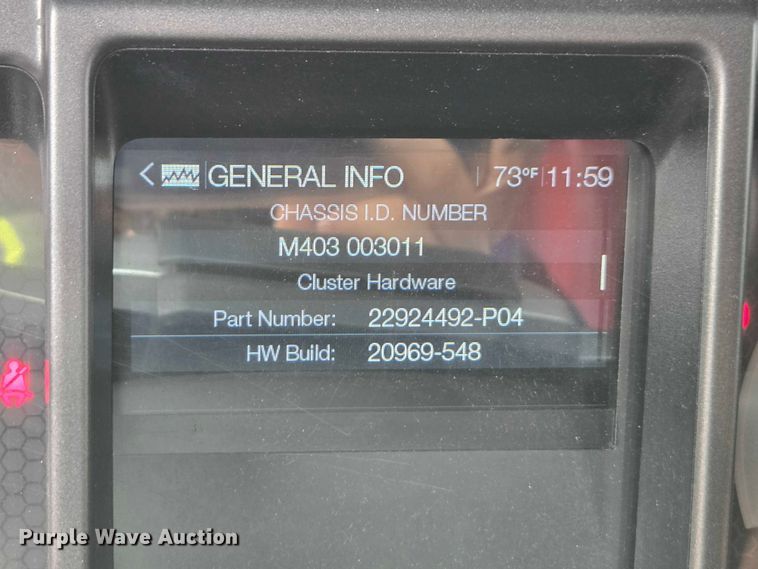 < GENERAL INFO 73°F 11:59
CHASSIS I.D. NUMBER
M403 003011
Cluster Hardware
Part Number: 22924492-P04
HW Build: 20969-548
Purple Wave Auction